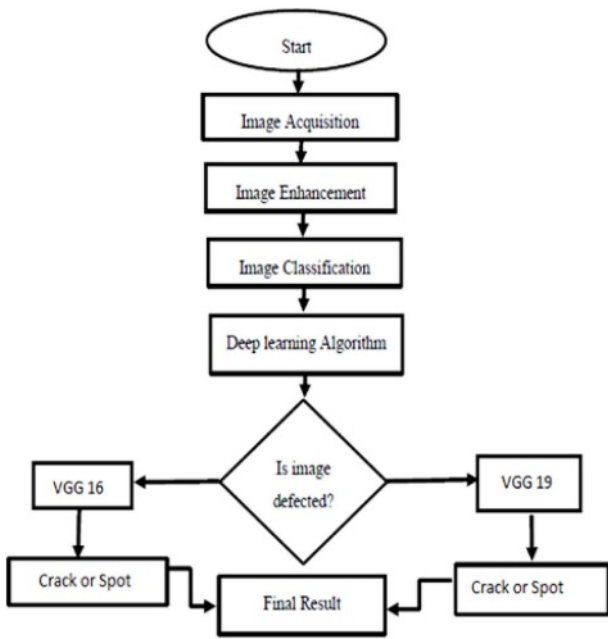 Start
Image Acquisition
Image Enhancement
Image Classification
Deep learning Algorithm
Is image
defected?
VGG 16
VGG 19
Crack or Spot
Crack or Spot
Final Result